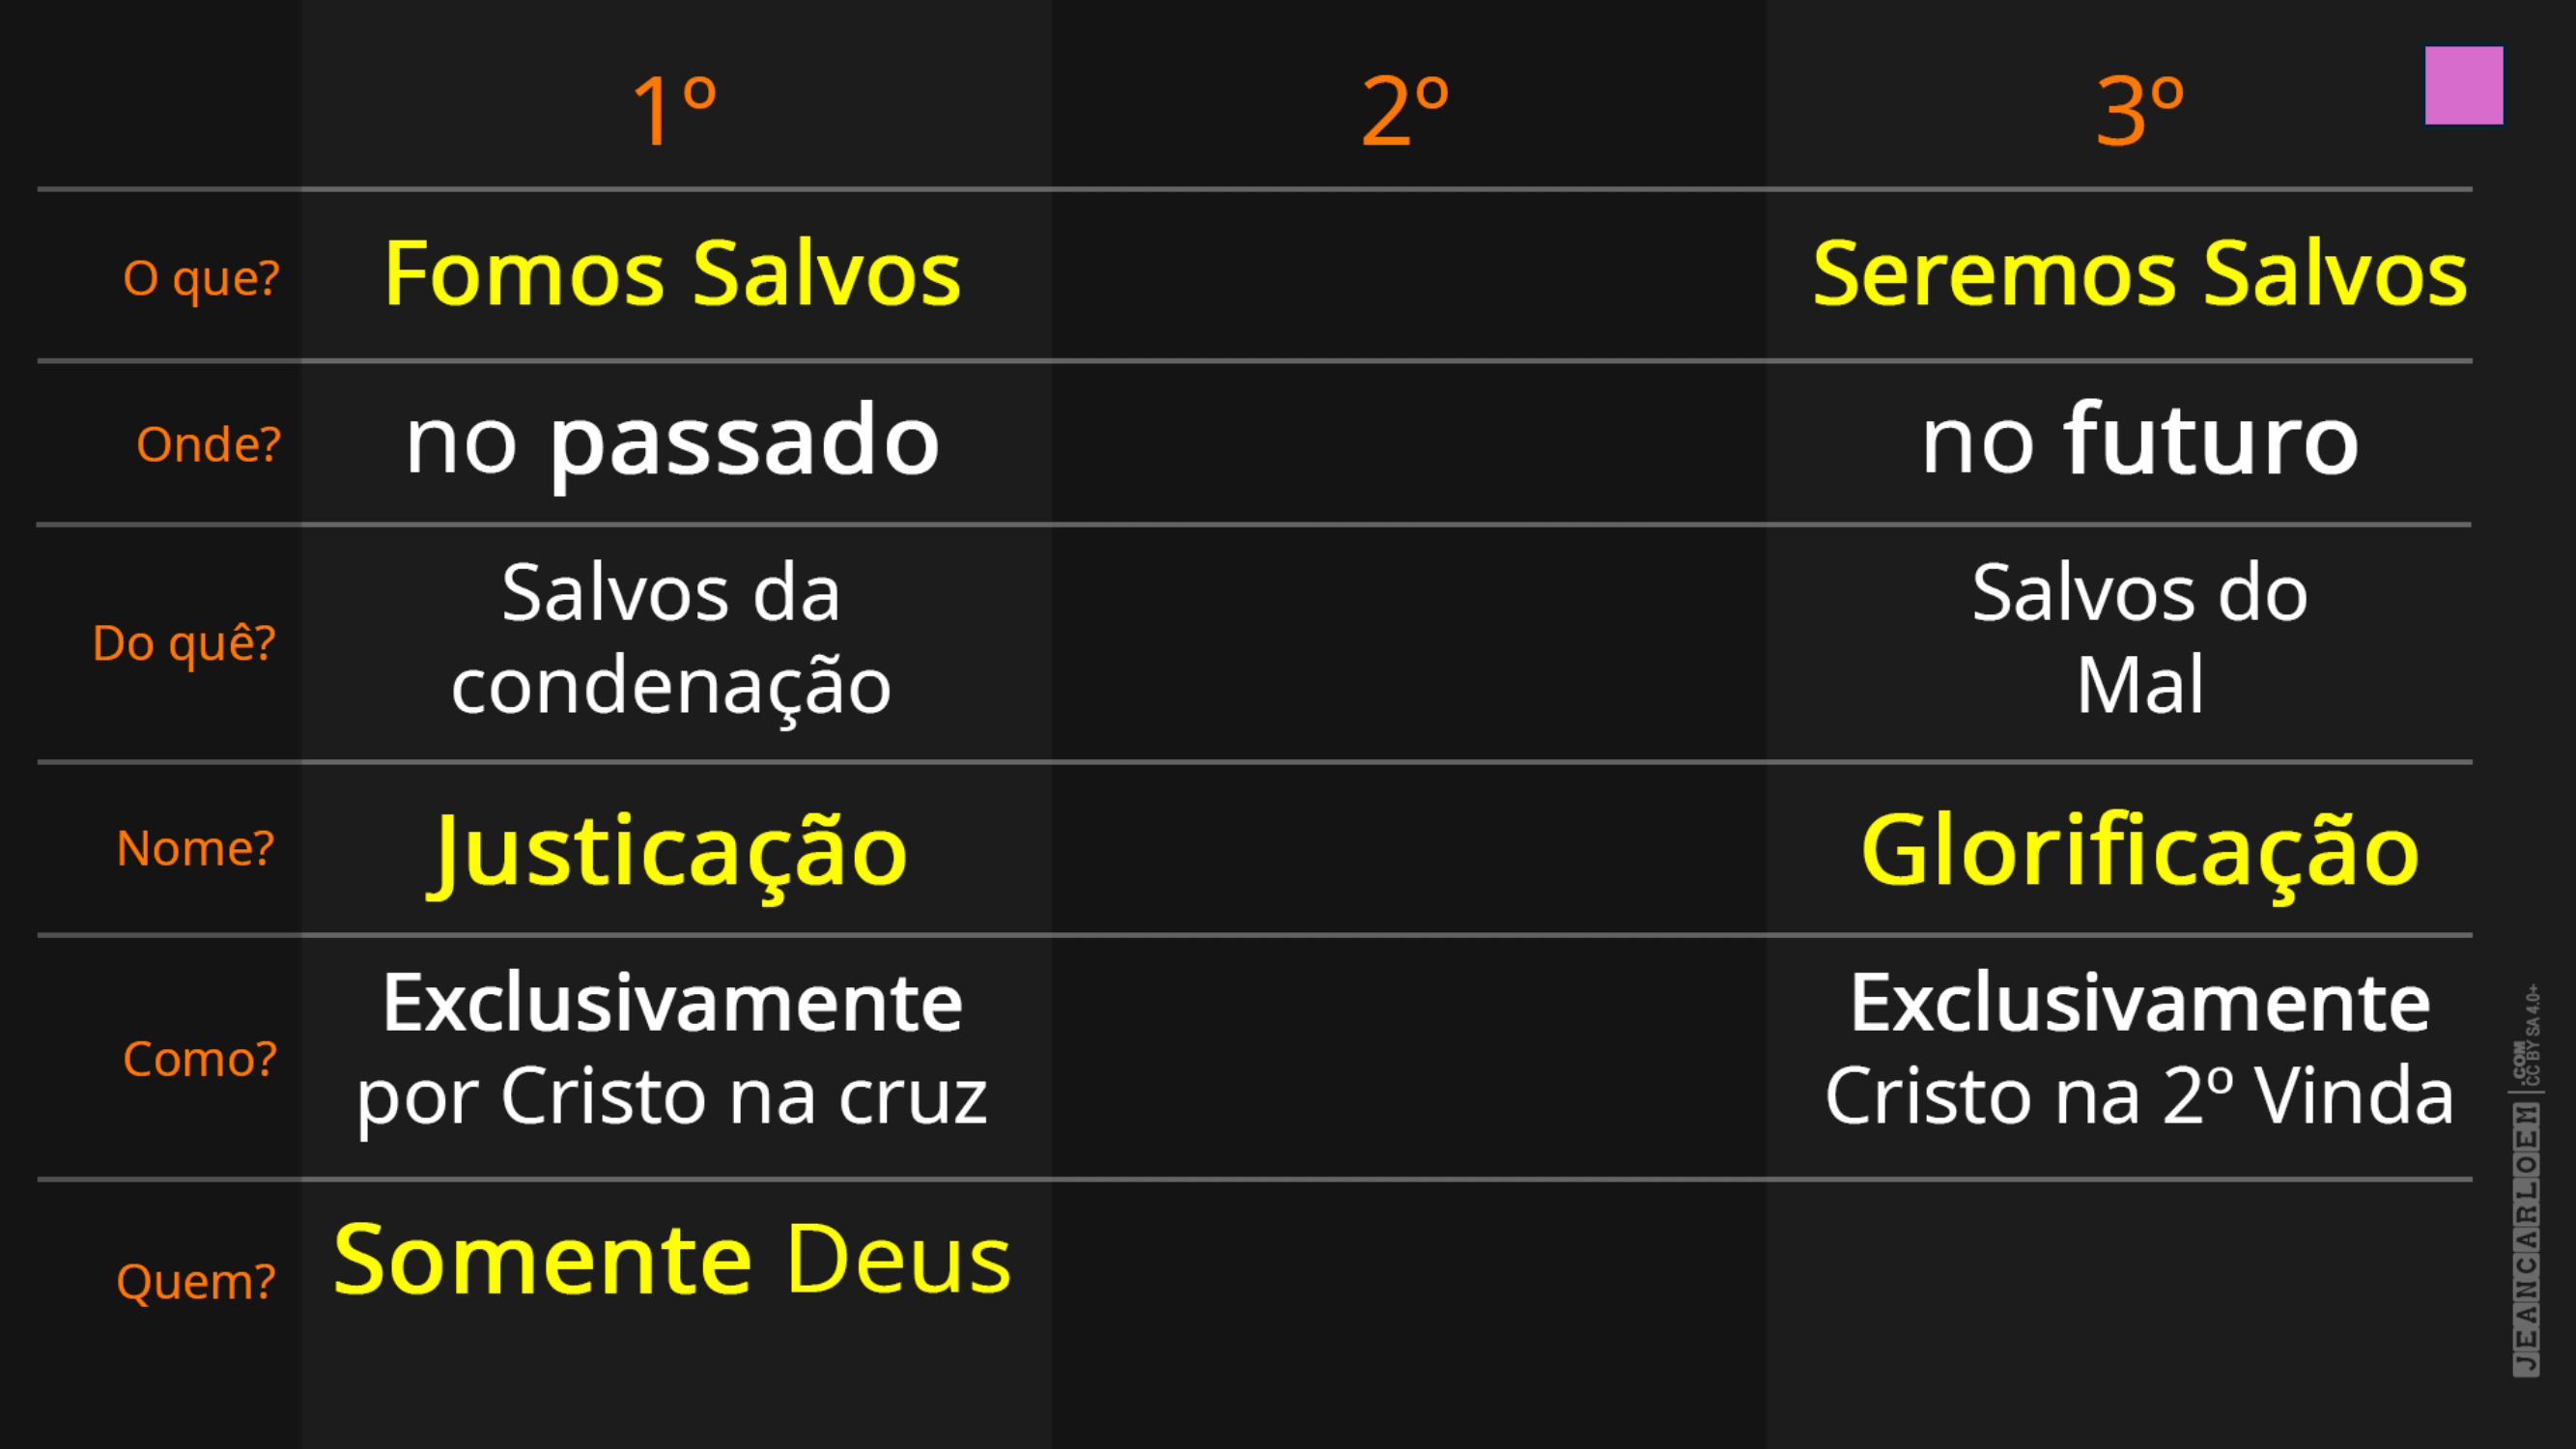 1º
2º
3º
O que?
Fomos Salvos
Seremos Salvos
Onde?
no passado
no futuro
Do quê?
Salvos da
condenação
Salvos do
Mal
Nome?
Justicação
Glorificação
Como?
Exclusivamente
por Cristo na cruz
Exclusivamente
Cristo na 2º Vinda
Quem?
Somente Deus
JEANCARLOEM
.COM
CC BY SA 4.0+